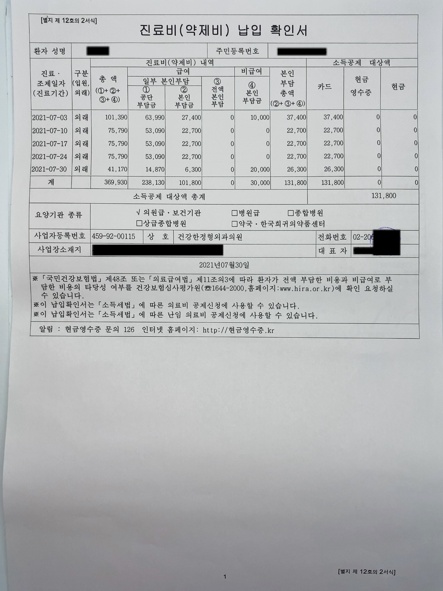 [별지 제 12호의 2서식]
진료비(약제비) 납입 확인서
환자 성명 주민등록번호
진료·조제일자 (진료기간) 구분 (입원, 외래) 진료비(약제비) 내역 소득공제 대상액
총 액 (①+②+③+④) 급여 비급여 본인 부담 총액 (②+③+④) 카드 현금 영수증 현금
일부 본인부담 ③ 전액 본인 부담 ④ 본인 부담금
① 공단 부담금 ② 본인 부담금
2021-07-03 외래 101,390 63,990 27,400 0 10,000 37,400 37,400 0 0
2021-07-10 외래 75,790 53,090 22,700 0 0 22,700 22,700 0 0
2021-07-17 외래 75,790 53,090 22,700 0 0 22,700 22,700 0 0
2021-07-24 외래 75,790 53,090 22,700 0 0 22,700 22,700 0 0
2021-07-30 외래 41,170 14,870 6,300 0 20,000 26,300 26,300 0 0
계 369,930 238,130 101,800 0 30,000 131,800 131,800 0 0
소득공제 대상액 총계 131,800
요양기관 종류 √ 의원급·보건기관 □병원급 □종합병원
□상급종합병원 □약국·한국희귀의약품센터
사업자등록번호 459-92-00115 상 호 건강한정형외과의원 전화번호 02-20
사업장소재지 대 표 자
2021년07월30일
※「국민건강보험법」제48조 또는「의료급여법」제11조의3에 따라 환자가 전액 부담한 비용과 비급여로 부
담한 비용의 타당성 여부를 건강보험심사평가원(☎1644-2000,홈페이지:www.hira.or.kr)에 확인 요청하실
수 있습니다.
※이 납입확인서는「소득세법」에 따른 의료비 공제신청에 사용할 수 있습니다.
※이 납입확인서는「소득세법」에 따른 난임 의료비 공제신청에 사용할 수 있습니다.
알림 : 현금영수증 문의 126 인터넷 홈페이지: http://현금영수증.kr
[별지 제 12호의 2서식]
1